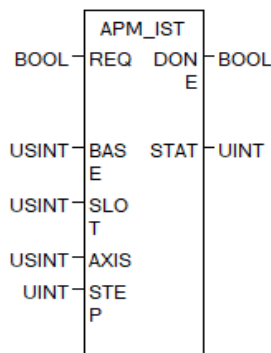 APM_IST
BOOL REQ DON BOOL
E
USINT BAS STAT UINT
E
USINT SLO
T
USINT AXIS
UINT STE
P